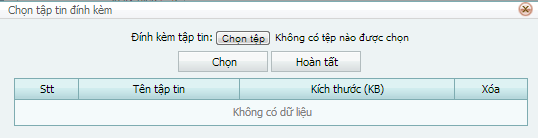 Chọn tập tin đính kèm
Đính kèm tập tin: Chọn tệp Không có tệp nào được chọn
Chọn Hoàn tất
Stt Tên tập tin Kích thước (KB) Xóa
Không có dữ liệu